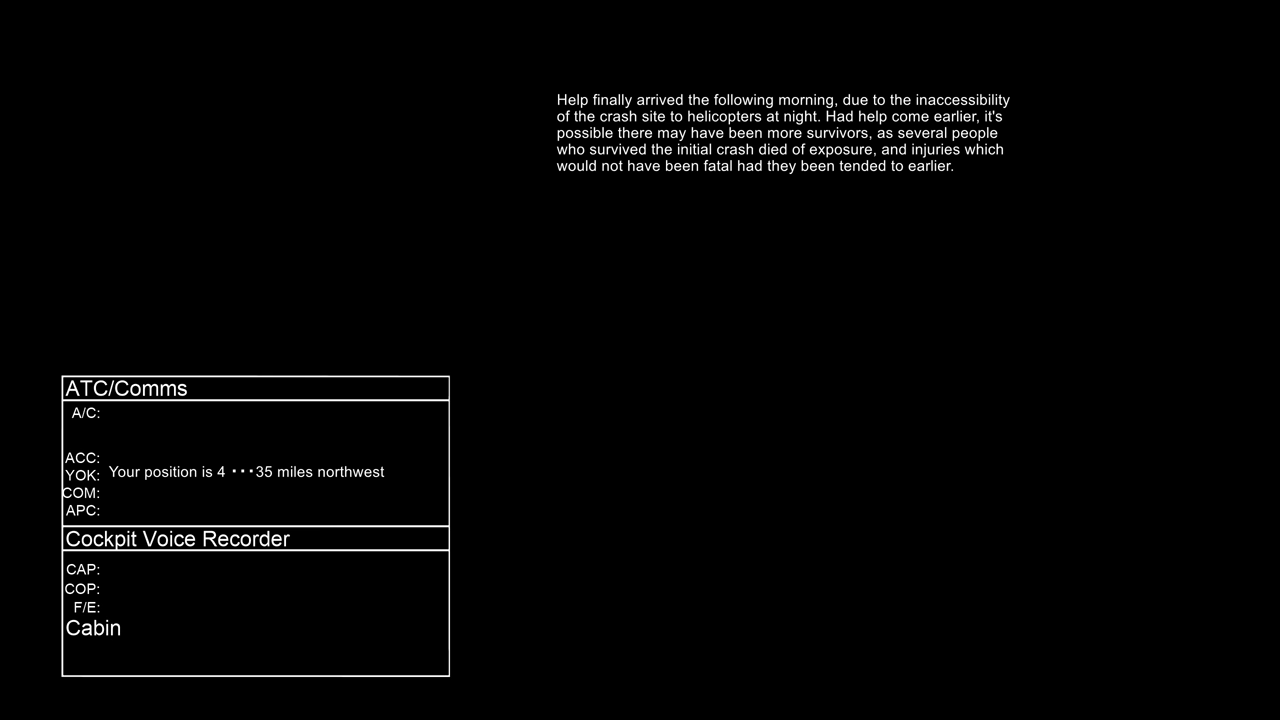 Help finally arrived the following morning, due to the inaccessibility
of the crash site to helicopters at night. Had help come earlier, it's
possible there may have been more survivors, as several people
who survived the initial crash died of exposure, and injuries which
would not have been fatal had they been tended to earlier.
ATC/Comms
A/C:
ACC:
YOK: Your position is 4 ･･･35 miles northwest
COM:
APC:
Cockpit Voice Recorder
CAP:
COP:
F/E:
Cabin